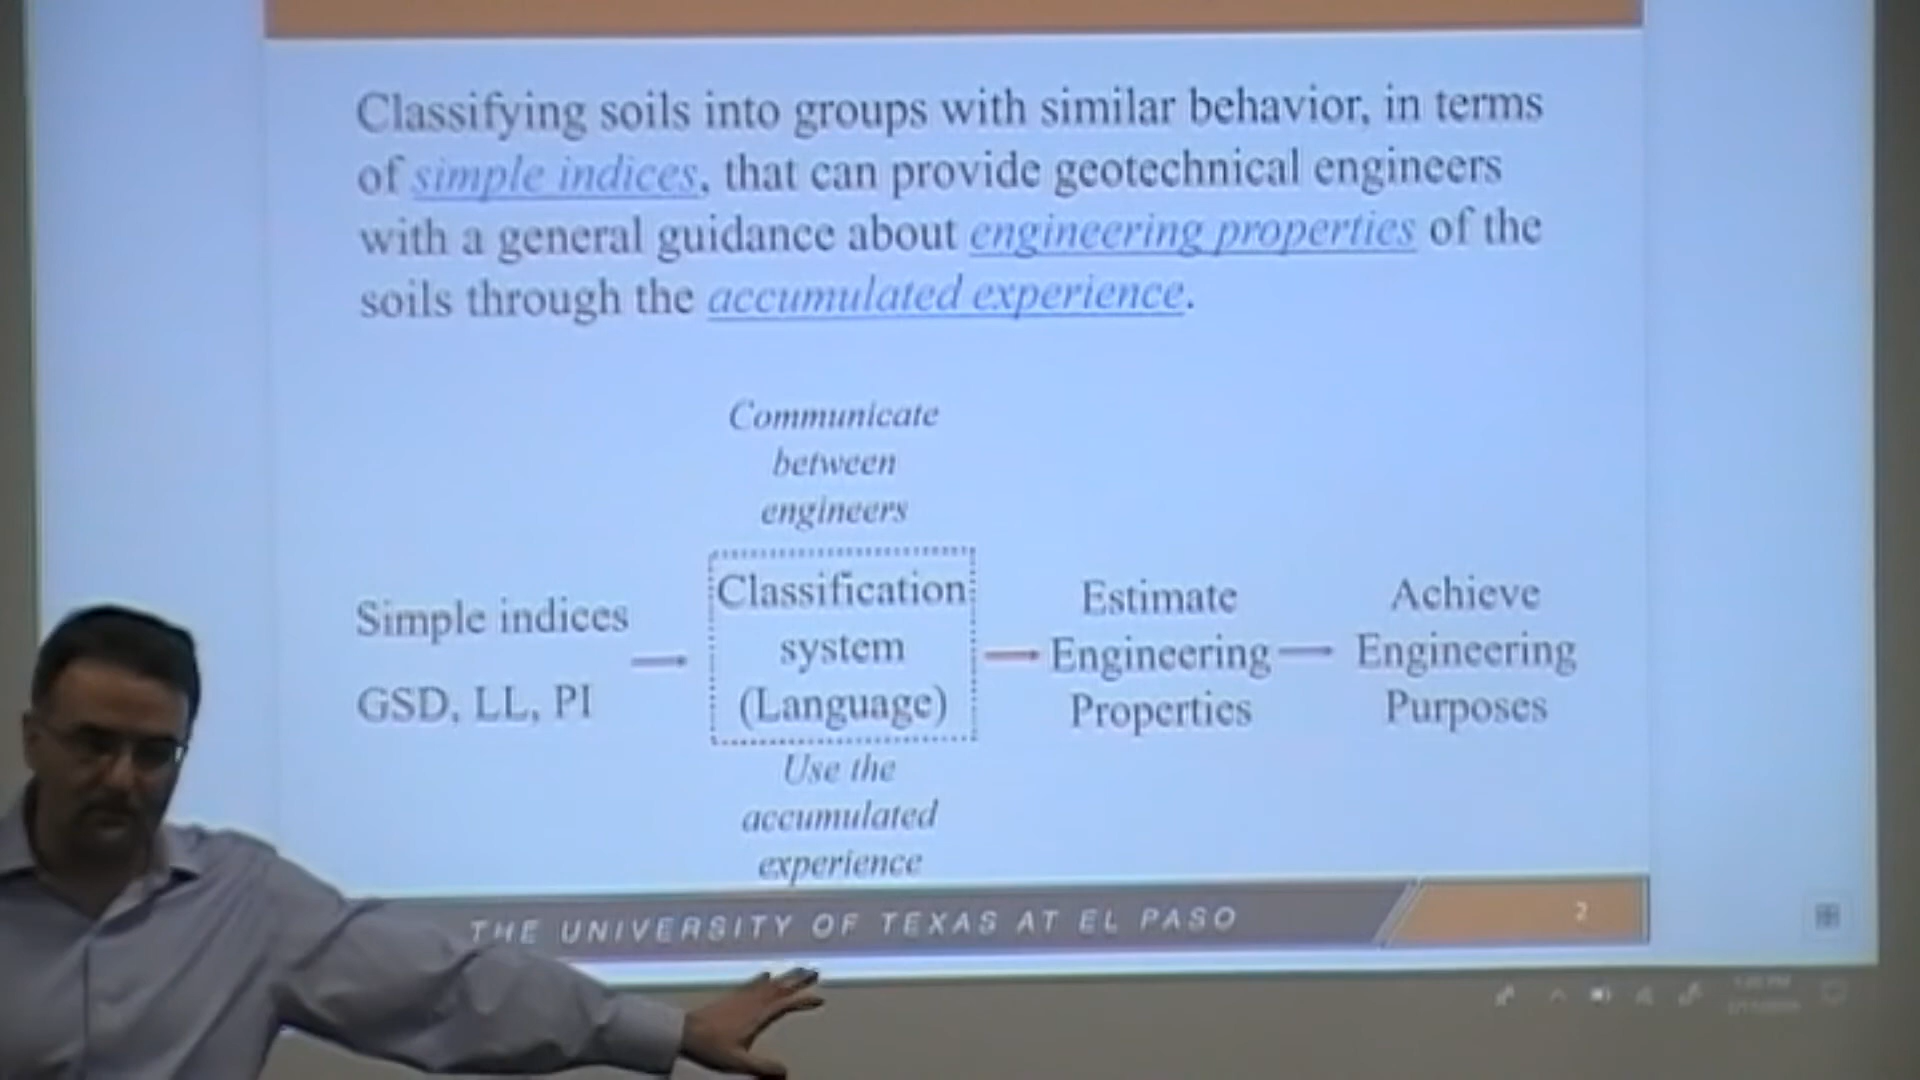 Classifying soils into groups with similar behavior, in terms
of simple indices, that can provide geotechnical engineers
with a general guidance about engineering properties of the
soils through the accumulated experience.
Communicate
between
engineers
Simple indices
GSD, LL, PI
Classification
system
(Language)
Estimate
Engineering
Properties
Achieve
Engineering
Purposes
Use the
accumulated
experience
THE UNIVERSITY OF TEXAS AT EL PASO
2